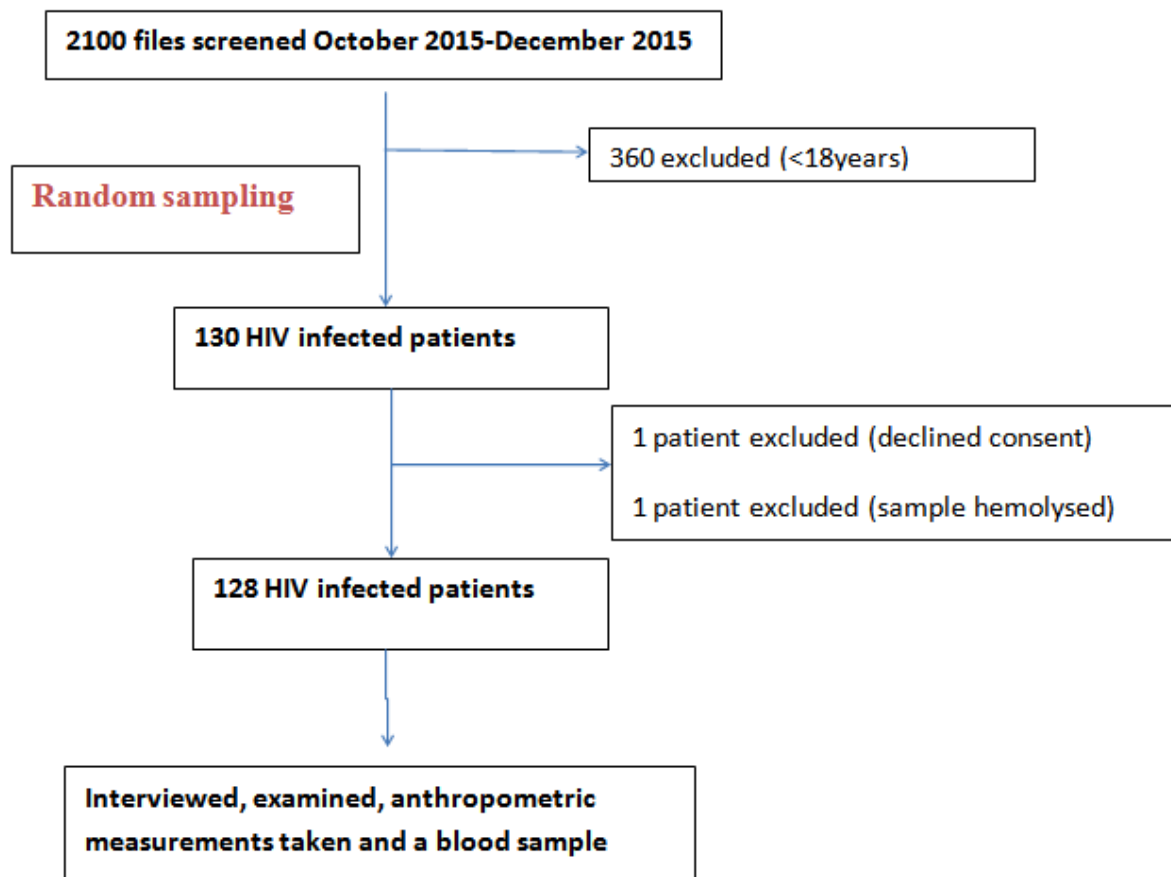 2100 files screened October 2015-December 2015
360 excluded (<18years)
Random sampling
130 HIV infected patients
1 patient excluded (declined consent)
1 patient excluded (sample hemolysed)
128 HIV infected patients
Interviewed, examined, anthropometric
measurements taken and a blood sample